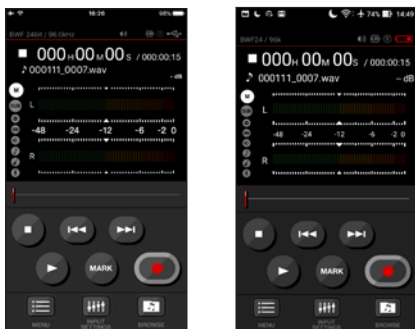 16:26 98%
BWF 24bit | 96.0kHz
000H00M00S / 000:00:15
000111_0007.wav
- dB
M
L
-48 -24 -12 -6 -2 0
R
MARK
MENU
INPUT SETTINGS
BROWSE
74% 14:49
BWF24 / 96k
000H00M00S / 000:00:15
000111_0007.wav
- dB
M
L
-48 -24 -12 -6 -2 0
R
MARK
MENU
INPUT SETTINGS
BROWSE